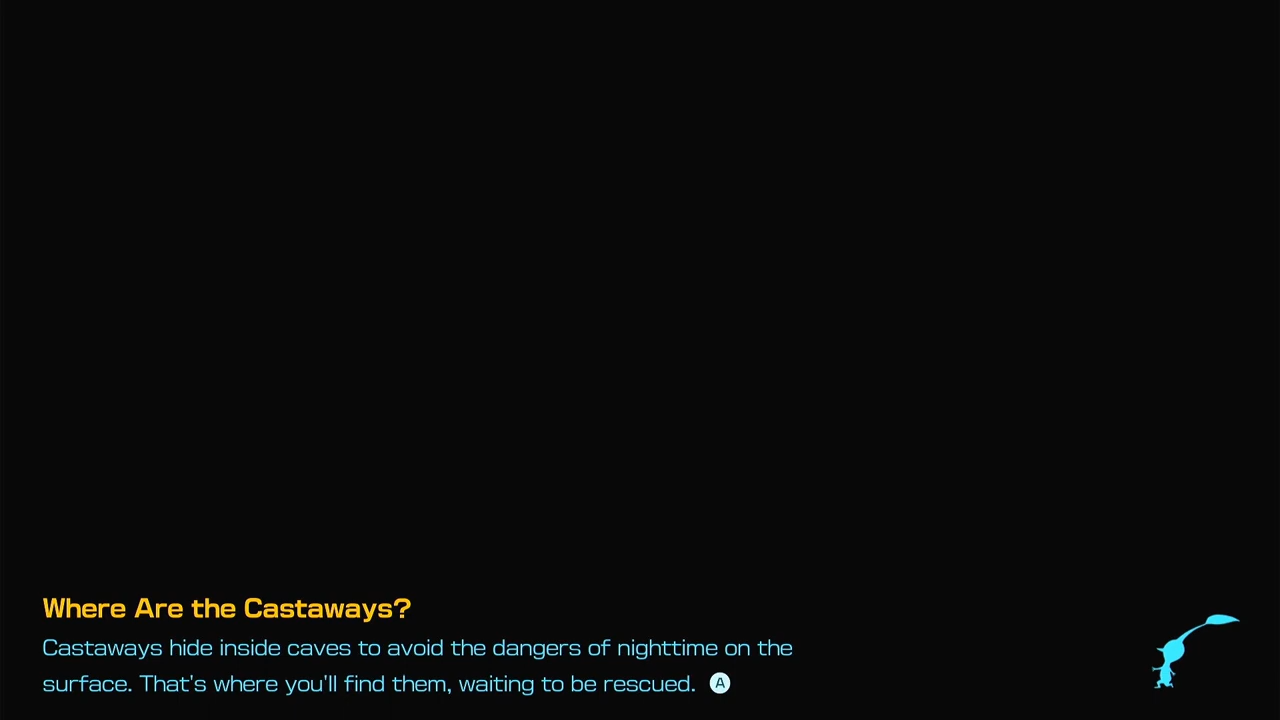 Where Are the Castaways?
Castaways hide inside caves to avoid the dangers of nighttime on the
surface. That's where you'll find them, waiting to be rescued. A